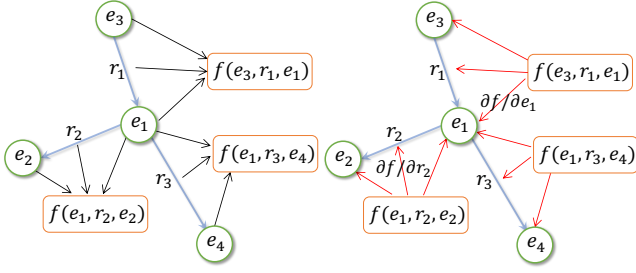 e₃
r₁
f(e₃, r₁, e₁)
e₁
r₂
e₂
f(e₁, r₃, e₄)
r₃
f(e₁, r₂, e₂)
e₄
e₃
r₁
f(e₃, r₁, e₁)
∂f/∂e₁
e₁
r₂
e₂
∂f/∂r₂
f(e₁, r₃, e₄)
r₃
f(e₁, r₂, e₂)
e₄